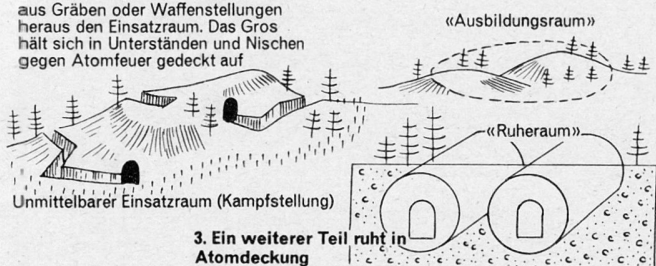 aus Gräben oder Waffenstellungen
heraus den Einsatzraum. Das Gros
hält sich in Unterständen und Nischen
gegen Atomfeuer gedeckt auf
«Ausbildungsraum»
«Ruheraum»
Unmittelbarer Einsatzraum (Kampfstellung)
3. Ein weiterer Teil ruht in
Atomdeckung